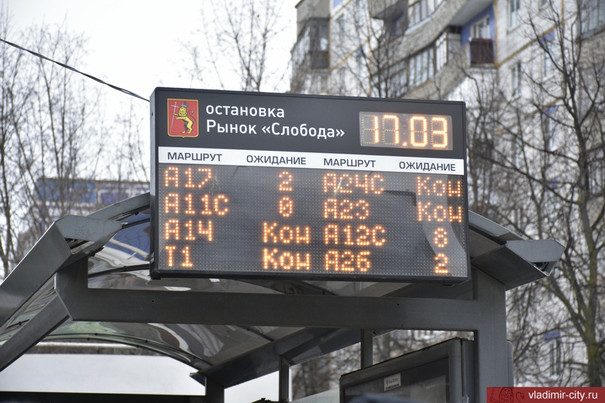 остановка
Рынок «Слобода»
17.03
МАРШРУТ ОЖИДАНИЕ МАРШРУТ ОЖИДАНИЕ
А17 2 А24С Кон
А11С 0 А23 Кон
А14 Кон А12С 8
Т1 Кон А26 2
vladimir-city.ru